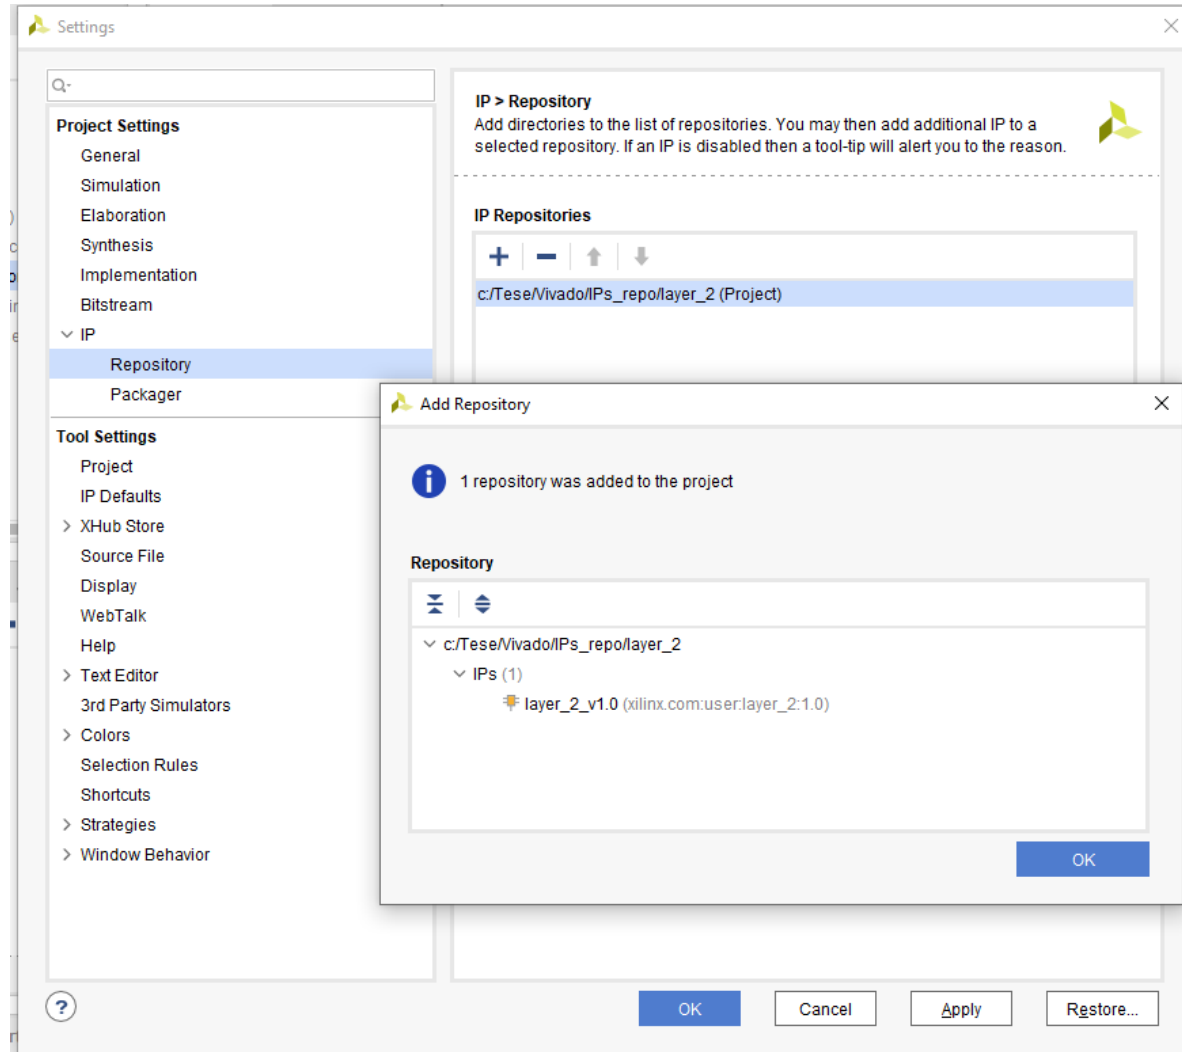 Settings
Q-
Project Settings
General
Simulation
Elaboration
Synthesis
Implementation
Bitstream
IP
Repository
Packager
Tool Settings
Project
IP Defaults
XHub Store
Source File
Display
WebTalk
Help
Text Editor
3rd Party Simulators
Colors
Selection Rules
Shortcuts
Strategies
Window Behavior
IP > Repository
Add directories to the list of repositories. You may then add additional IP to a
selected repository. If an IP is disabled then a tool-tip will alert you to the reason.
IP Repositories
c:/Tese/Vivado/IPs_repo/layer_2 (Project)
Add Repository
1 repository was added to the project
Repository
c:/Tese/Vivado/IPs_repo/layer_2
IPs (1)
layer_2_v1.0 (xilinx.com:user:layer_2:1.0)
OK
?
OK
Cancel
Apply
Restore...